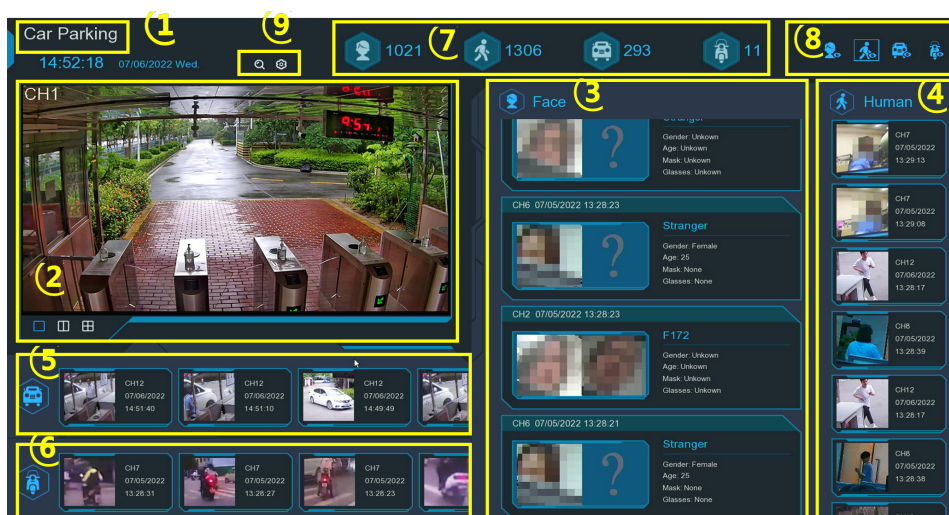 Car Parking
①
14:52:18
07/06/2022 Wed.
⑨
1021
⑦
1306
293
11
⑧
CH1
9:57
②
③
Face
Gender: Unkown
Age: Unkown
Mask: Unkown
Glasses: Unkown
CH6 07/05/2022 13:28:23
Stranger
Gender: Female
Age: 25
Mask: None
Glasses: None
CH2 07/05/2022 13:28:23
F172
Gender: Unkown
Age: Unkown
Mask: Unkown
Glasses: Unkown
CH6 07/05/2022 13:28:21
Stranger
Gender: Female
Age: 25
Mask: None
Glasses: None
Human
④
CH7
07/05/2022
13:29:13
CH7
07/05/2022
13:29:08
CH12
07/06/2022
13:28:17
CH8
07/05/2022
13:28:39
CH12
07/06/2022
13:28:17
CH8
07/05/2022
13:28:38
⑤
CH12
07/06/2022
14:51:40
CH12
07/06/2022
14:51:10
CH12
07/06/2022
14:49:49
⑥
CH7
07/05/2022
13:28:31
CH7
07/05/2022
13:28:27
CH7
07/05/2022
13:28:23